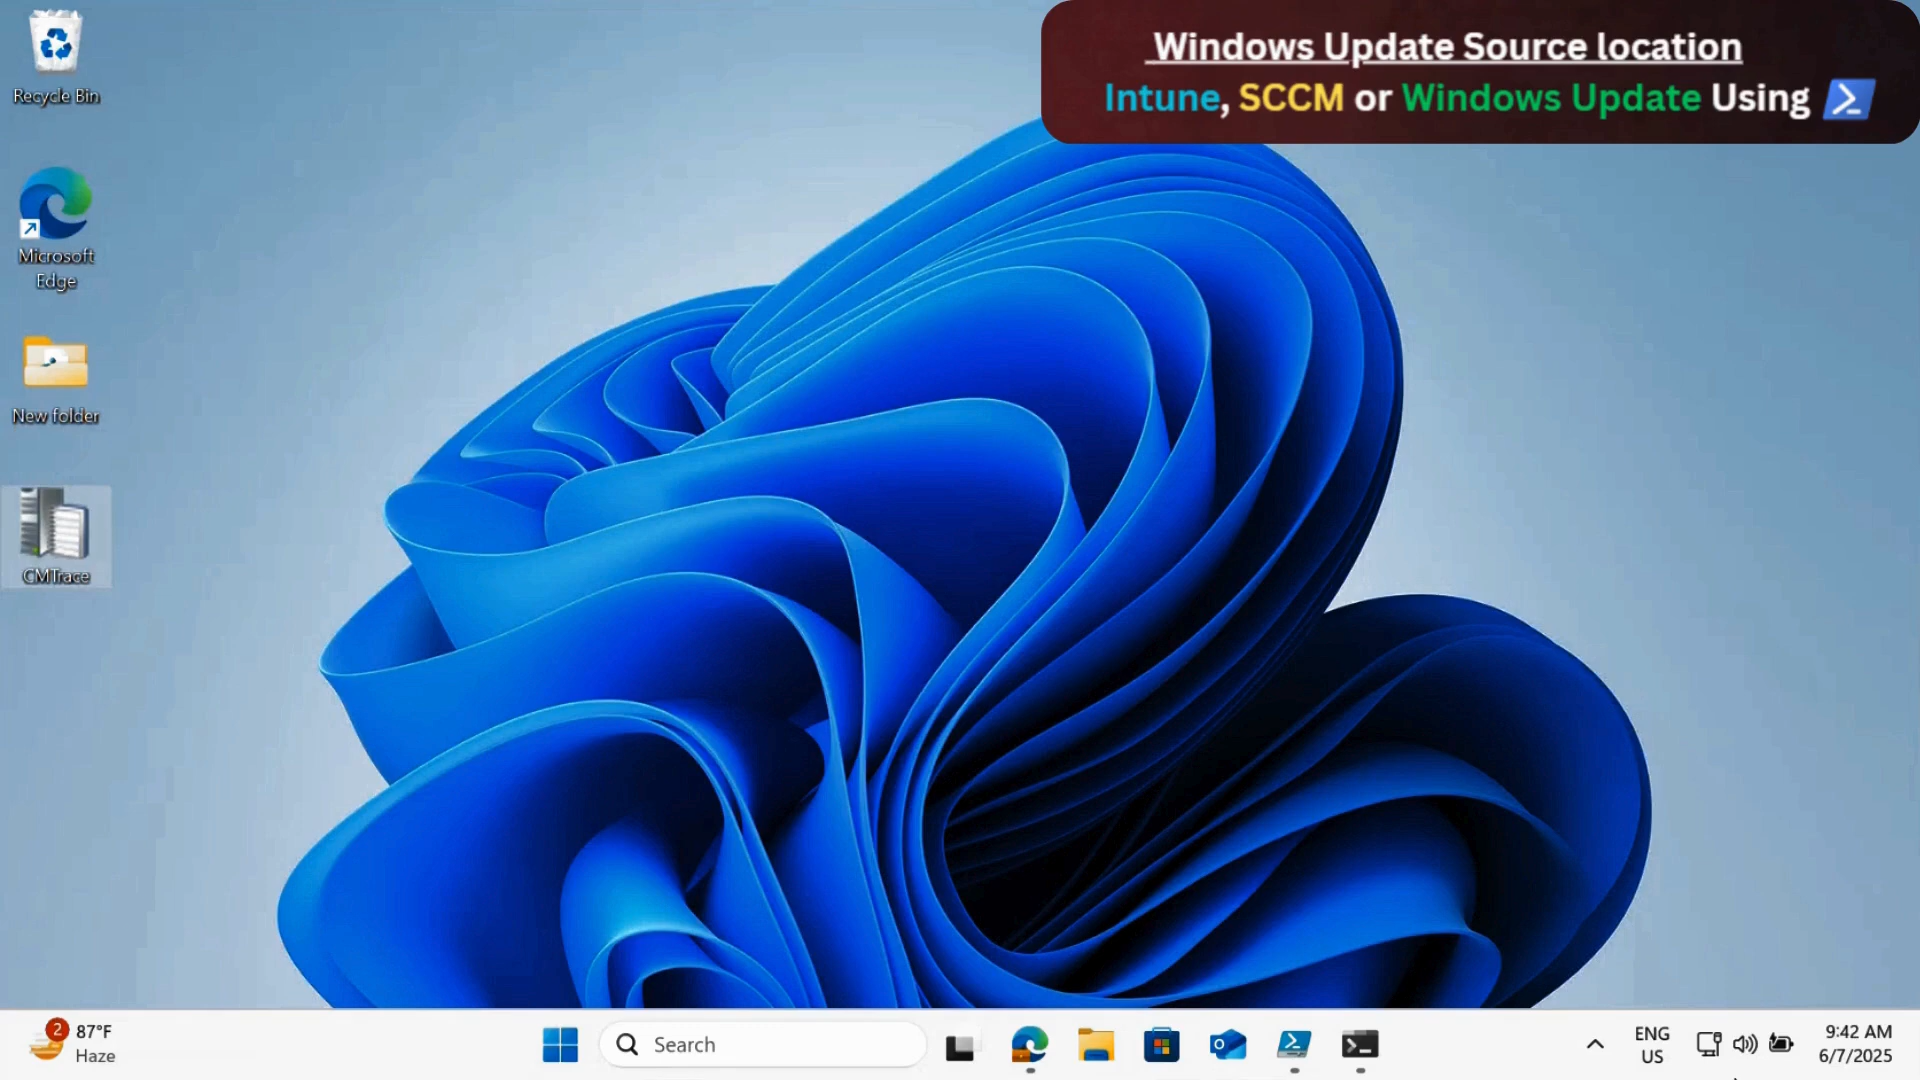 Windows Update Source location
Intune, SCCM or Windows Update Using
Recycle Bin
Microsoft
Edge
New folder
CMTrace
2
87°F
Haze
Search
ENG
US
9:42 AM
6/7/2025